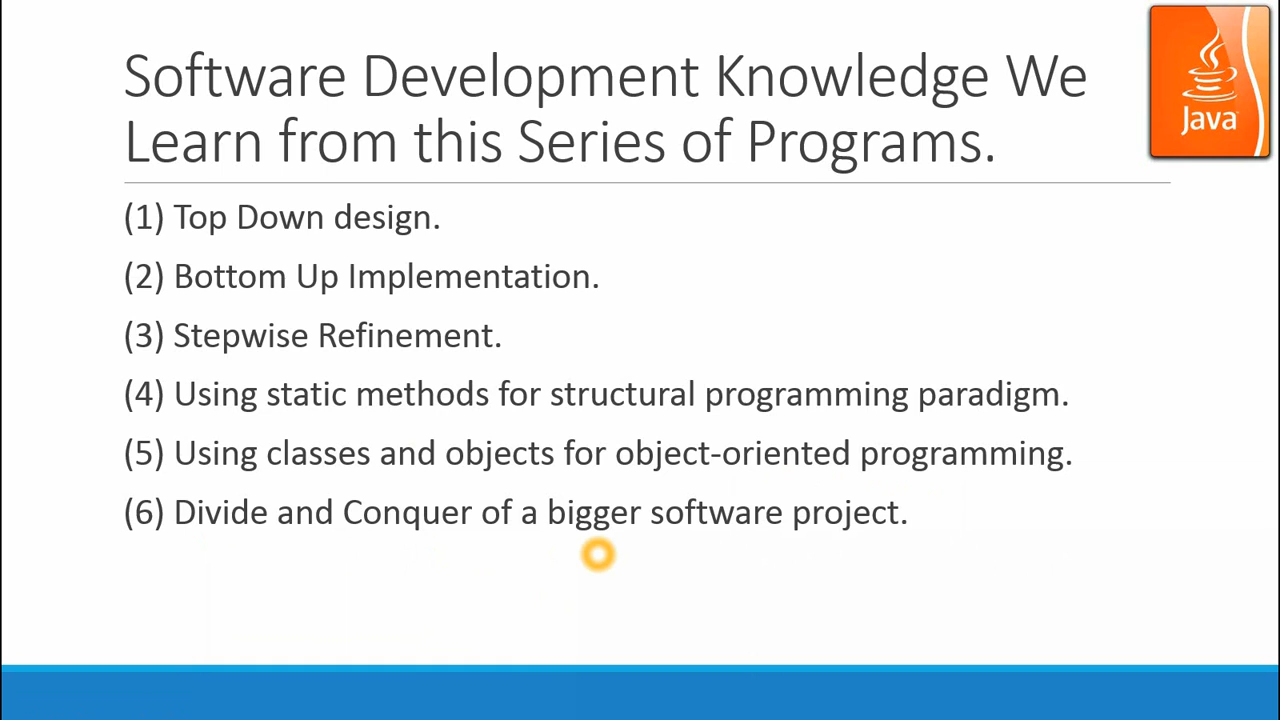 Software Development Knowledge We
Learn from this Series of Programs.
Java
(1) Top Down design.
(2) Bottom Up Implementation.
(3) Stepwise Refinement.
(4) Using static methods for structural programming paradigm.
(5) Using classes and objects for object-oriented programming.
(6) Divide and Conquer of a bigger software project.